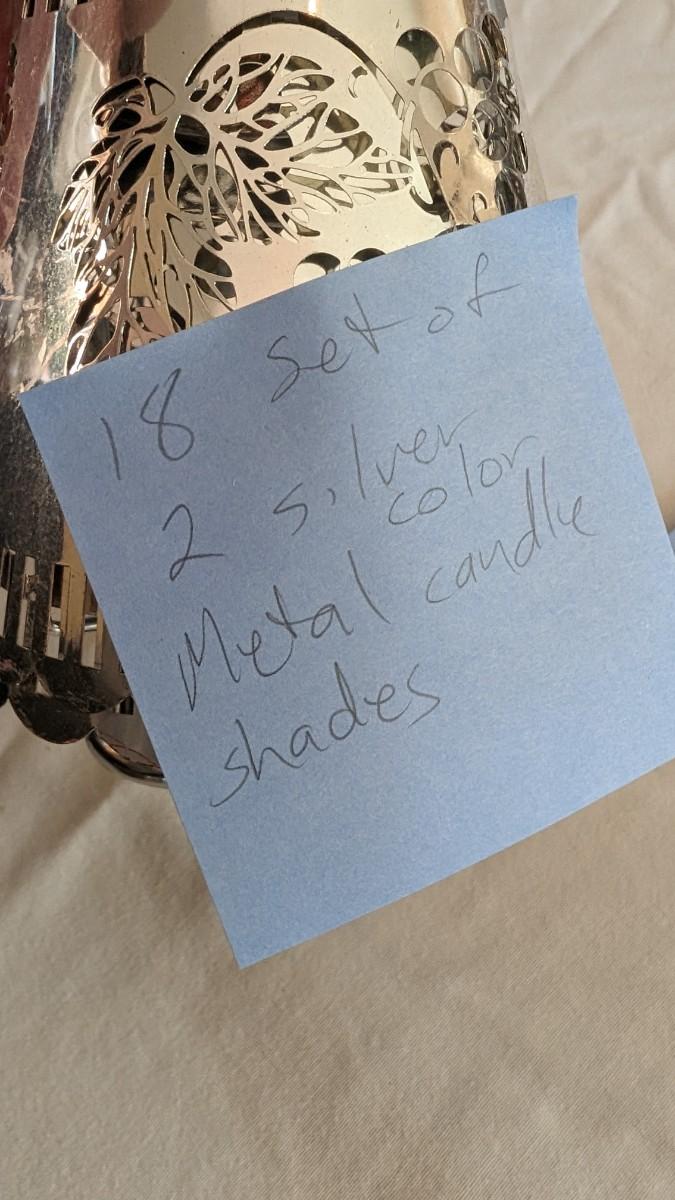 18 set of
2 silver color
Metal candle
shades